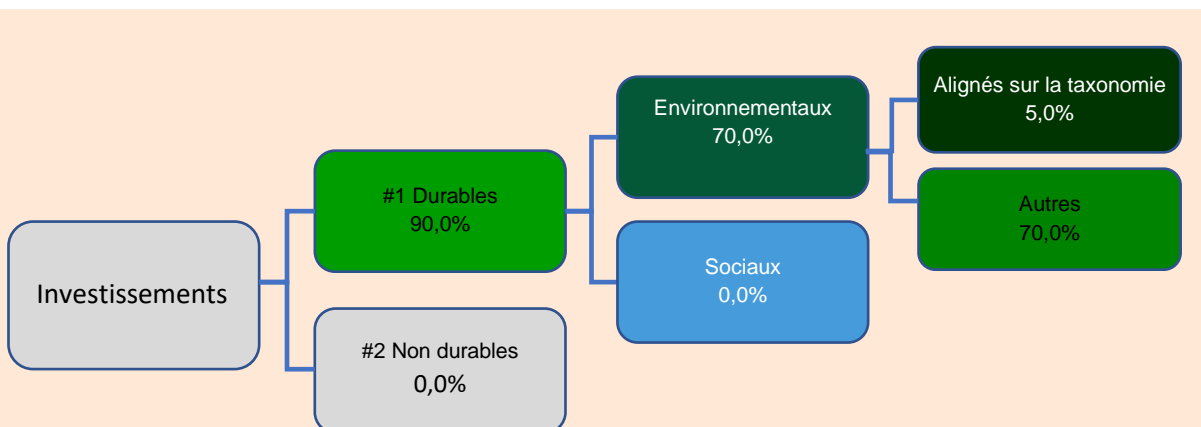 Investissements
#1 Durables
90,0%
#2 Non durables
0,0%
Environnementaux
70,0%
Sociaux
0,0%
Alignés sur la taxonomie
5,0%
Autres
70,0%